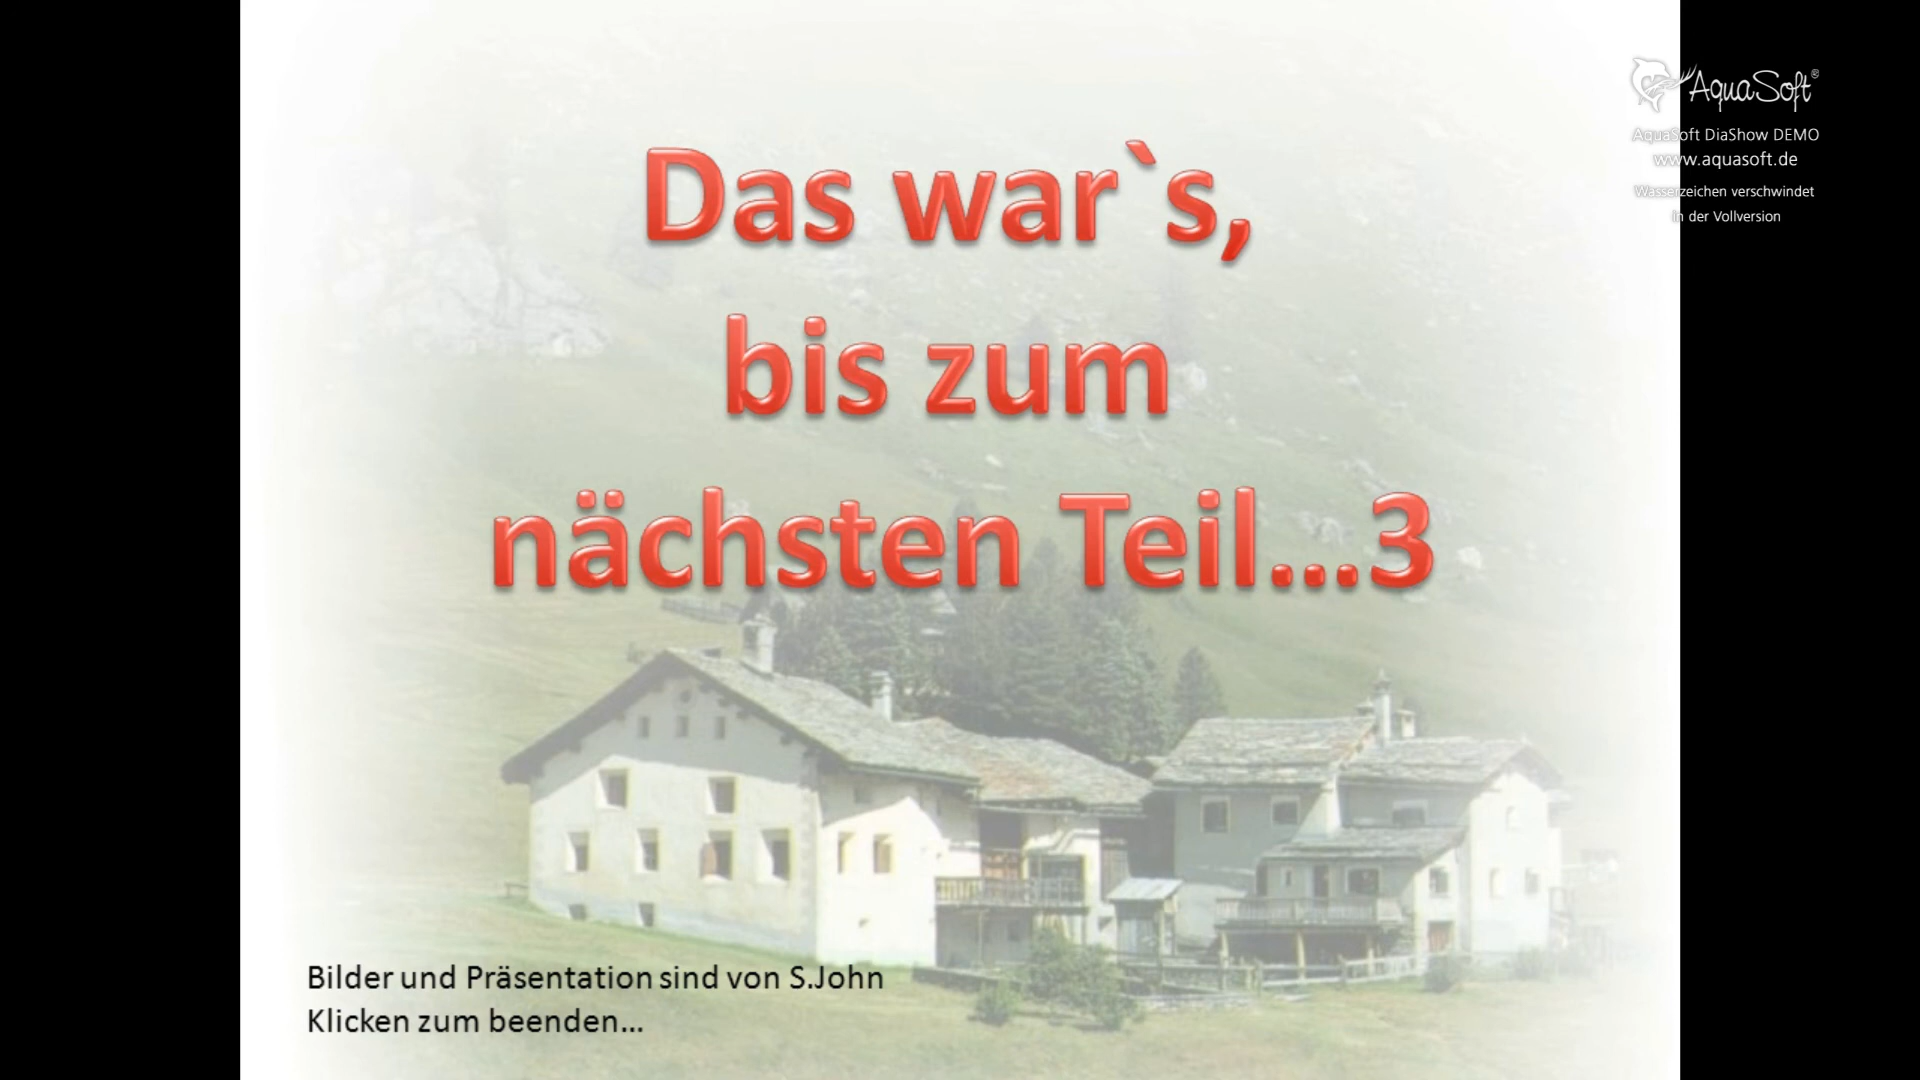 Das war`s,
bis zum
nächsten Teil...3
Bilder und Präsentation sind von S.John
Klicken zum beenden...
AquaSoft®
AquaSoft DiaShow DEMO
www.aquasoft.de
Wasserzeichen verschwindet
in der Vollversion